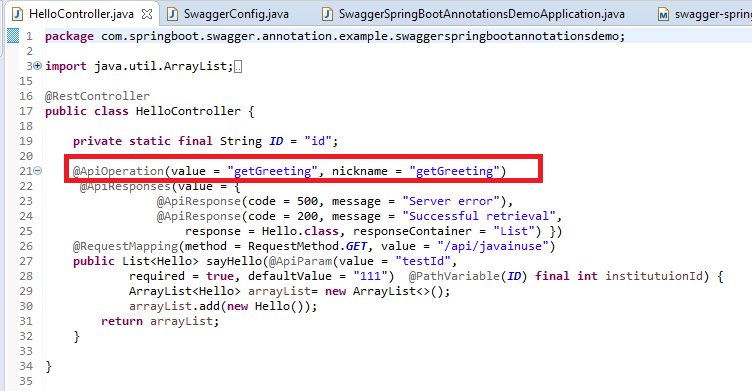 HelloController.java SwaggerConfig.java SwaggerSpringBootAnnotationsDemoApplication.java swagger-spring
1 package com.springboot.swagger.annotation.example.swaggerspringbootannotationsdemo;
2
3 import java.util.ArrayList;
15
16 @RestController
17 public class HelloController {
18
19 private static final String ID = "id";
20
21 @ApiOperation(value = "getGreeting", nickname = "getGreeting")
22 @ApiResponses(value = {
23 @ApiResponse(code = 500, message = "Server error"),
24 @ApiResponse(code = 200, message = "Successful retrieval",
25 response = Hello.class, responseContainer = "List") })
26 @RequestMapping(method = RequestMethod.GET, value = "/api/javainuse")
27 public List<Hello> sayHello(@ApiParam(value = "testId",
28 required = true, defaultValue = "111") @PathVariable(ID) final int institutuionId) {
29 ArrayList<Hello> arrayList= new ArrayList<>();
30 arrayList.add(new Hello());
31 return arrayList;
32 }
33
34 }
35